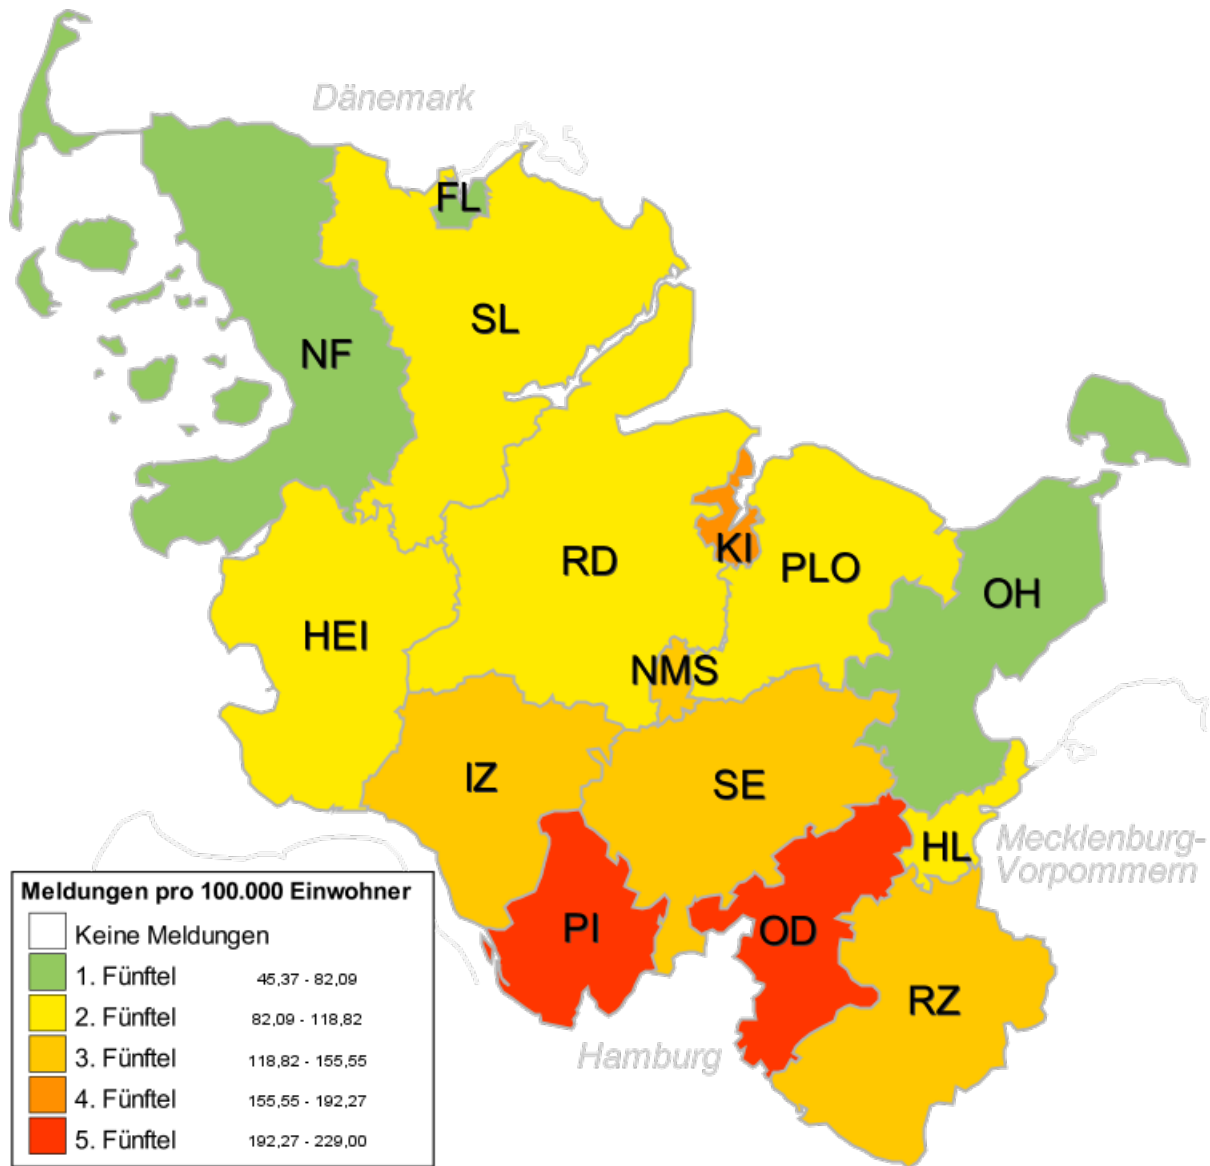 Dänemark
FL
SL
NF
RD
KI
PLO
OH
HEI
NMS
IZ
SE
HL
Mecklenburg-
Vorpommern
PI
OD
RZ
Hamburg
Meldungen pro 100.000 Einwohner
Keine Meldungen
1. Fünftel 45,37 - 82,09
2. Fünftel 82,09 - 118,82
3. Fünftel 118,82 - 155,55
4. Fünftel 155,55 - 192,27
5. Fünftel 192,27 - 229,00